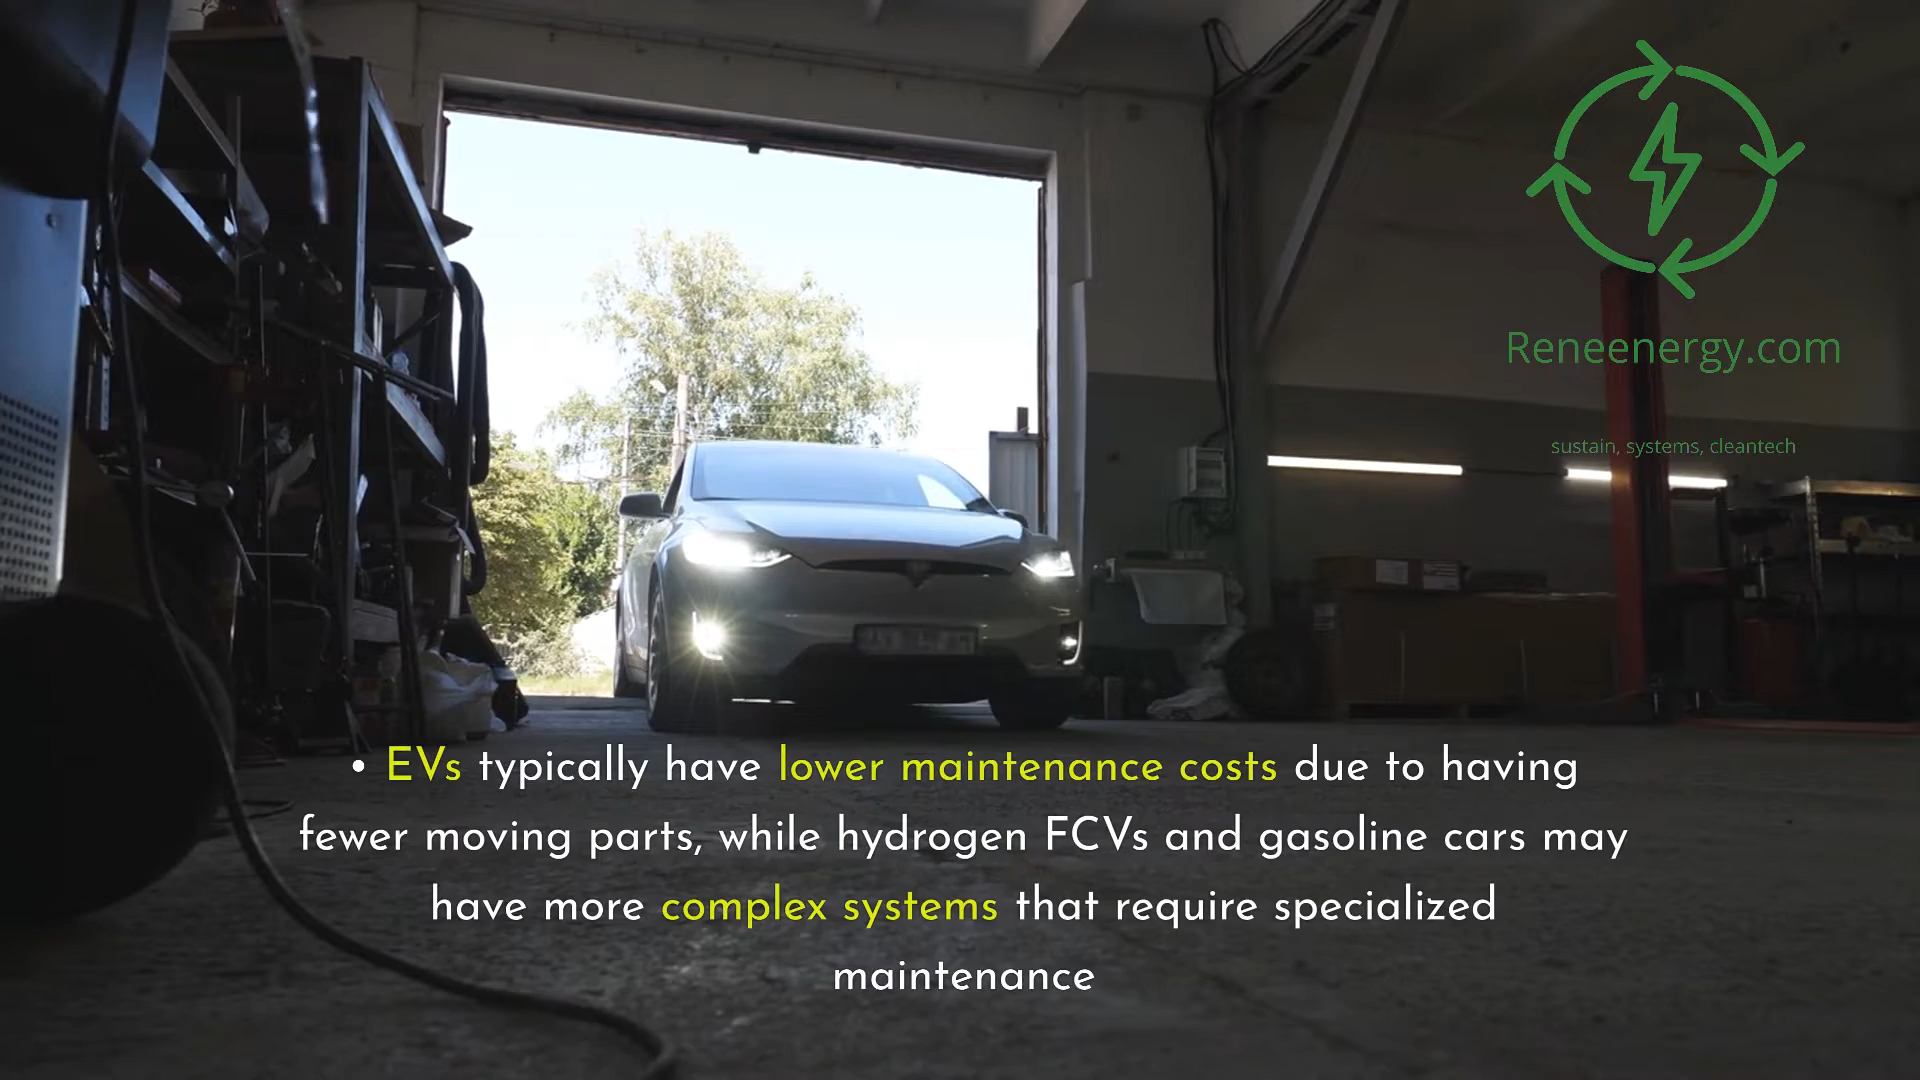 Reneenergy.com
sustain, systems, cleantech
• EVs typically have lower maintenance costs due to having
fewer moving parts, while hydrogen FCVs and gasoline cars may
have more complex systems that require specialized
maintenance